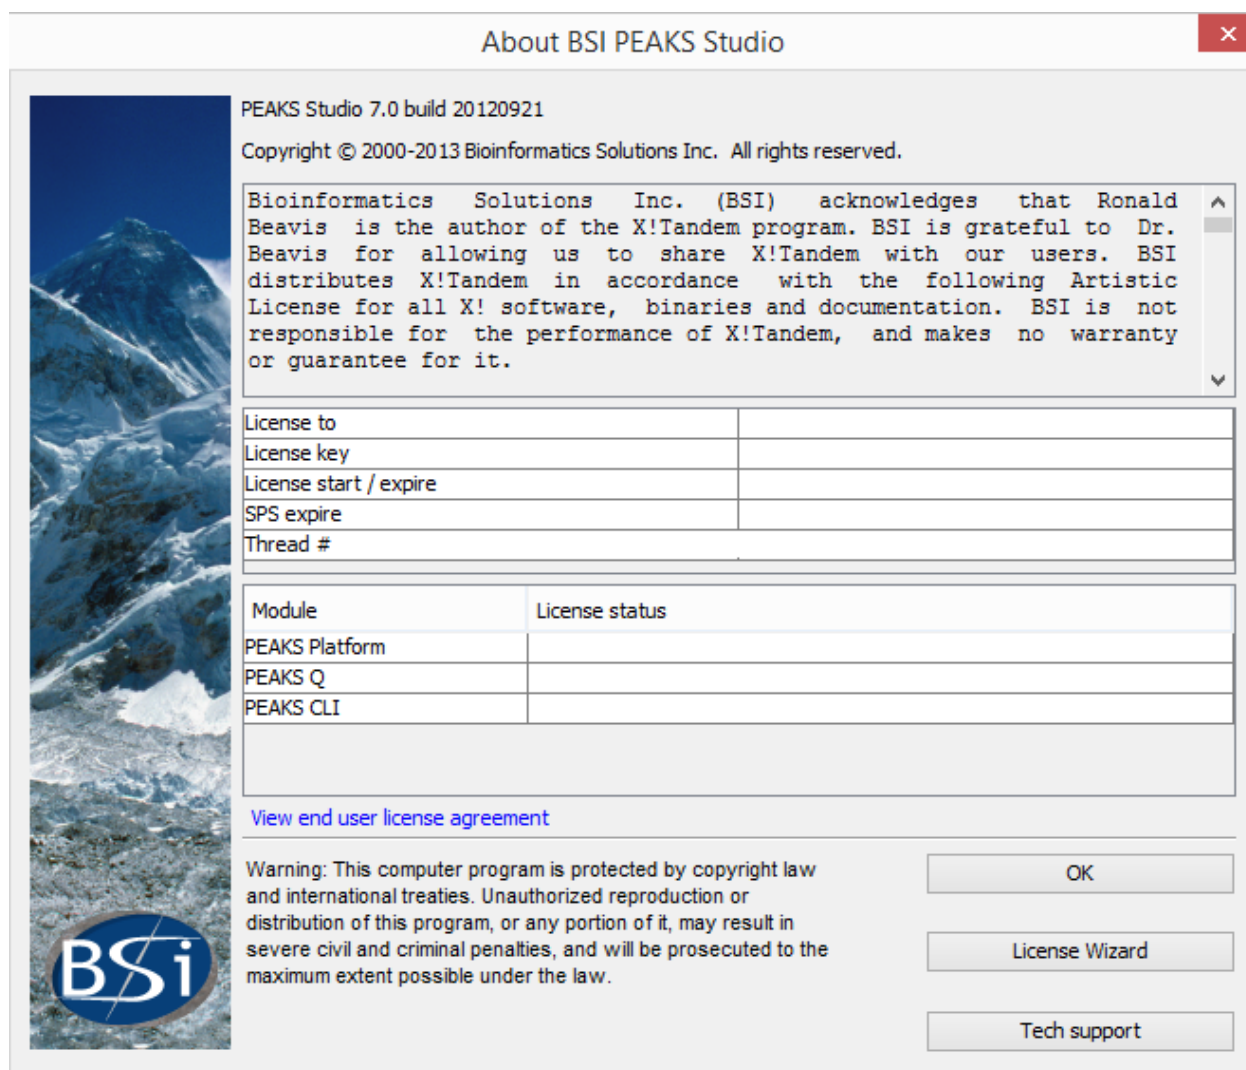 About BSI PEAKS Studio
PEAKS Studio 7.0 build 20120921
Copyright © 2000-2013 Bioinformatics Solutions Inc. All rights reserved.
Bioinformatics Solutions Inc. (BSI) acknowledges that Ronald
Beavis is the author of the X!Tandem program. BSI is grateful to Dr.
Beavis for allowing us to share X!Tandem with our users. BSI
distributes X!Tandem in accordance with the following Artistic
License for all X! software, binaries and documentation. BSI is not
responsible for the performance of X!Tandem, and makes no warranty
or guarantee for it.
License to
License key
License start / expire
SPS expire
Thread #
Module License status
PEAKS Platform
PEAKS Q
PEAKS CLI
View end user license agreement
Warning: This computer program is protected by copyright law
and international treaties. Unauthorized reproduction or
distribution of this program, or any portion of it, may result in
severe civil and criminal penalties, and will be prosecuted to the
maximum extent possible under the law.
OK
License Wizard
Tech support
BSi